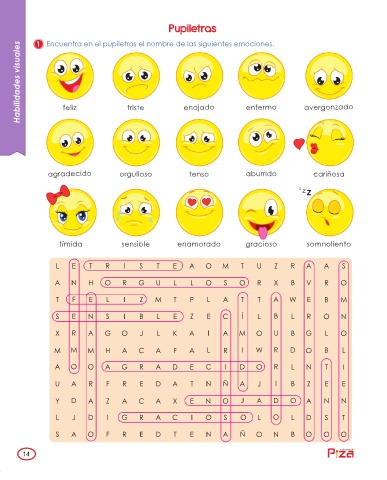 Pupiletras
Habilidades visuales
1 Encuentra en el pupiletras el nombre de las siguientes emociones.
feliz triste enojado enfermo avergonzado
agradecido orgulloso tenso aburrido cariñosa
z z Z
tímida sensible enamorado gracioso somnoliento
L E T R I S T E A O M T U Z R A A S
A N H O R G U L L O S O R X B V R O
T F E L I Z M T P L A T T A W E B M
S E N S I B L E Z E C Í L B L R O N
X R A G O J L K A I A M O U B G L O
M M M H A C A F A L R I W R D O B L
A O O A G R A D E C I D O R L N T I
U A R F R E D A T N Ñ A J I B Z E E
Y D A Z A C A X E N O J A D O A N N
L J D I G R A C I O S O L O L D S T
S A O F R E D T E N A Ñ O N B O O O
14
Piza